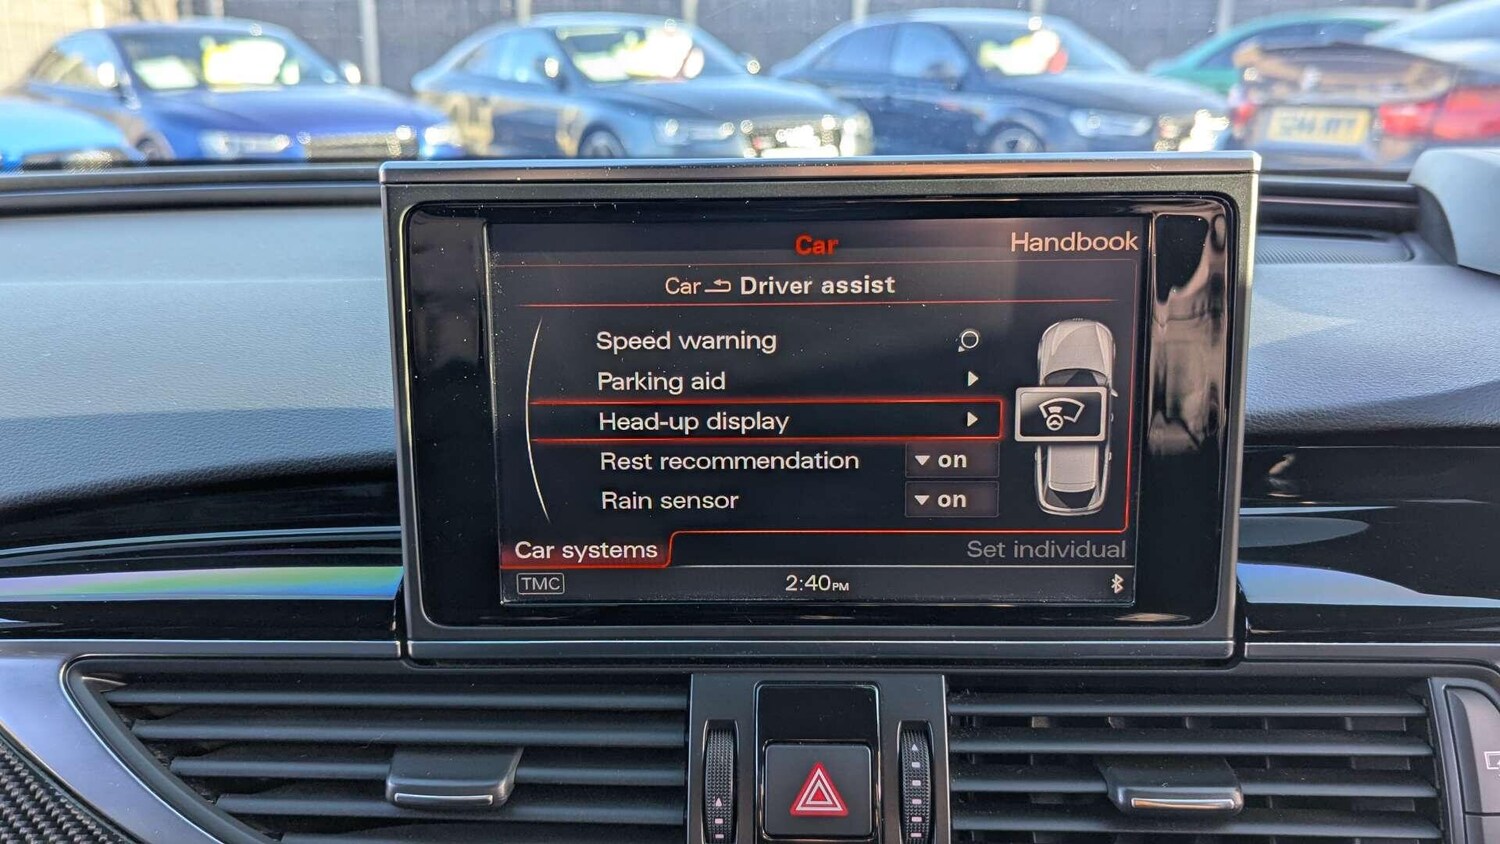 Car
Handbook
Car Driver assist
Speed warning
Parking aid
Head-up display
Rest recommendation on
Rain sensor on
Car systems
Set individual
TMC
2:40PM